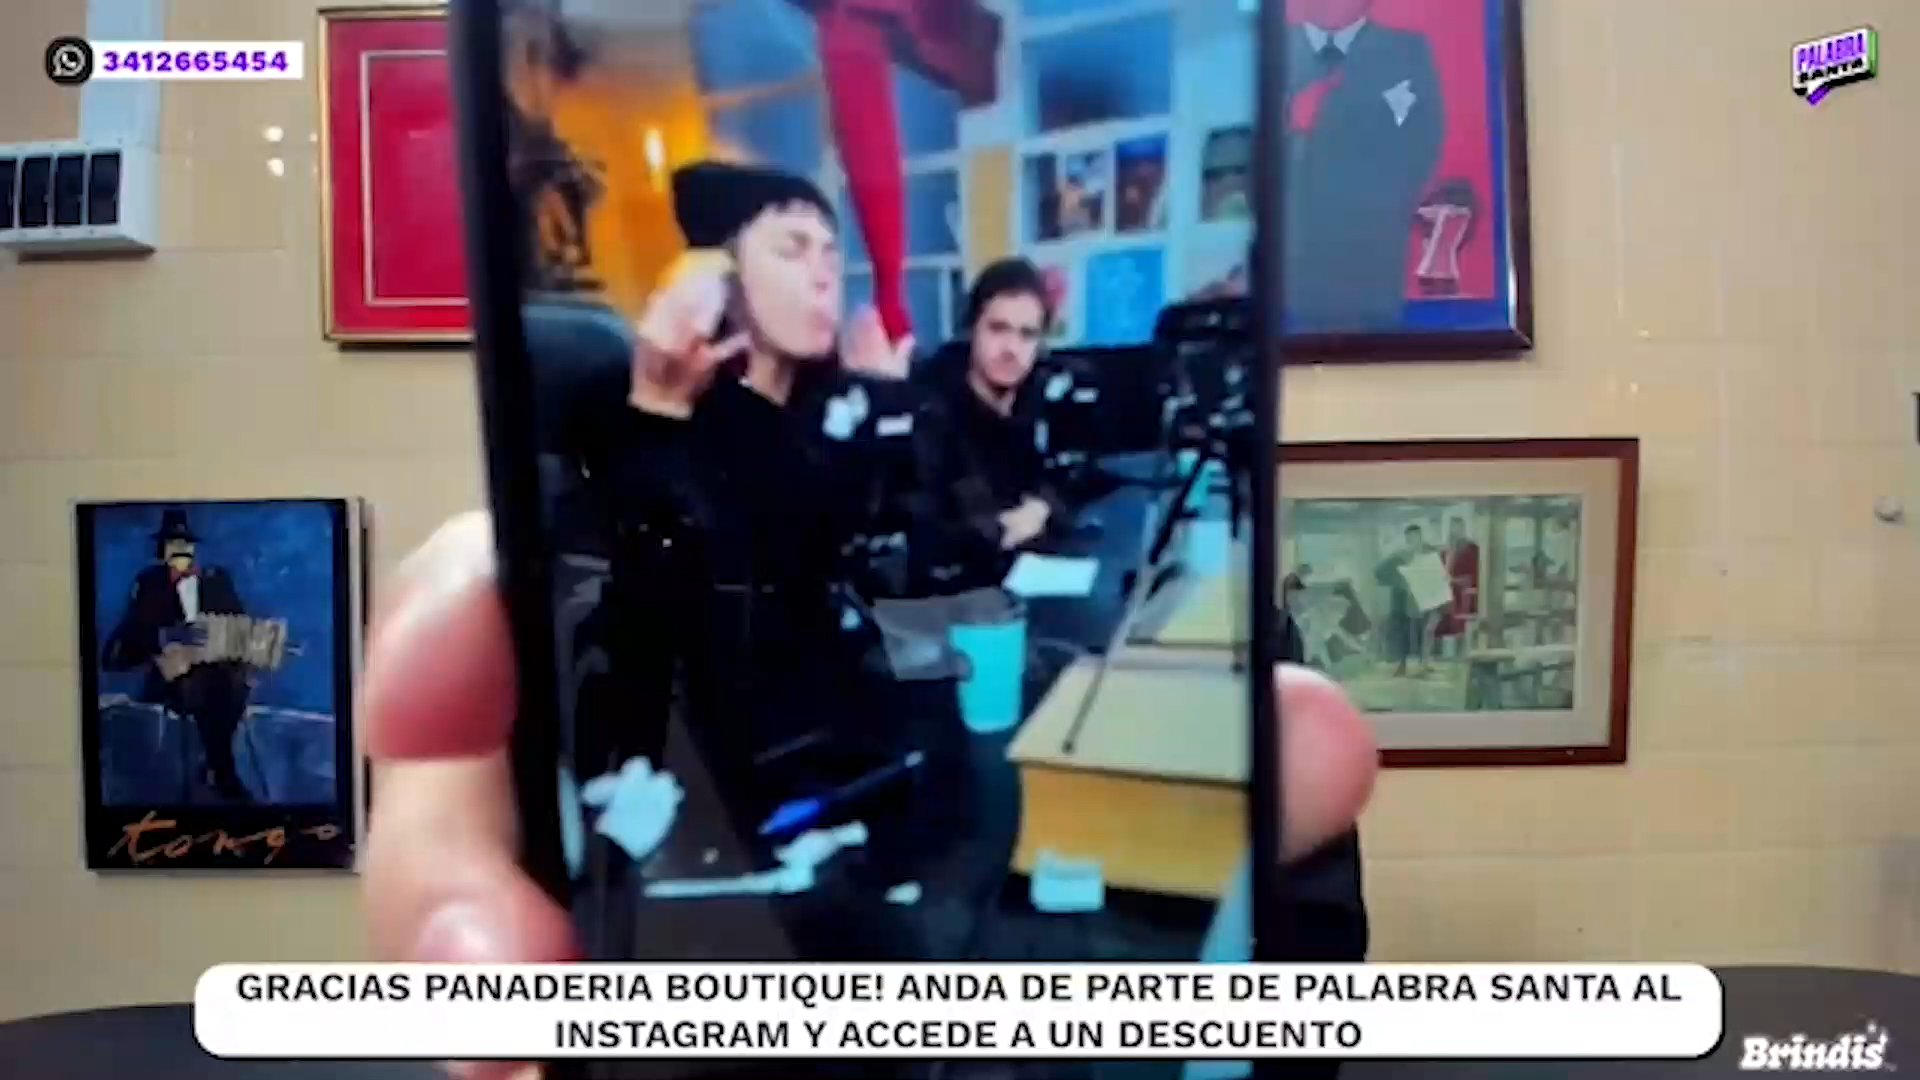 3412665454
PALABRA
SANTA
tango
GRACIAS PANADERIA BOUTIQUE! ANDA DE PARTE DE PALABRA SANTA AL
INSTAGRAM Y ACCEDE A UN DESCUENTO
Brindis